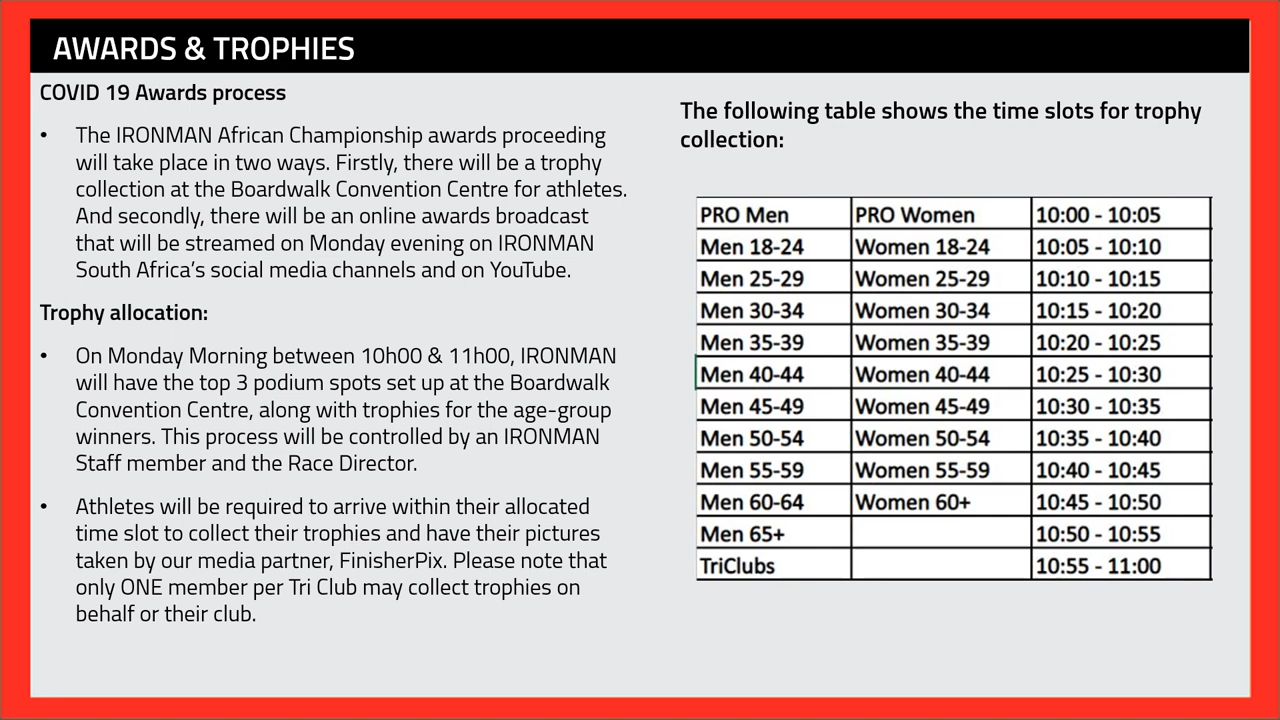 AWARDS & TROPHIES
COVID 19 Awards process
• The IRONMAN African Championship awards proceeding
will take place in two ways. Firstly, there will be a trophy
collection at the Boardwalk Convention Centre for athletes.
And secondly, there will be an online awards broadcast
that will be streamed on Monday evening on IRONMAN
South Africa's social media channels and on YouTube.
Trophy allocation:
• On Monday Morning between 10h00 & 11h00, IRONMAN
will have the top 3 podium spots set up at the Boardwalk
Convention Centre, along with trophies for the age-group
winners. This process will be controlled by an IRONMAN
Staff member and the Race Director.
• Athletes will be required to arrive within their allocated
time slot to collect their trophies and have their pictures
taken by our media partner, FinisherPix. Please note that
only ONE member per Tri Club may collect trophies on
behalf or their club.
The following table shows the time slots for trophy
collection:
PRO Men PRO Women 10:00 - 10:05
Men 18-24 Women 18-24 10:05 - 10:10
Men 25-29 Women 25-29 10:10 - 10:15
Men 30-34 Women 30-34 10:15 - 10:20
Men 35-39 Women 35-39 10:20 - 10:25
Men 40-44 Women 40-44 10:25 - 10:30
Men 45-49 Women 45-49 10:30 - 10:35
Men 50-54 Women 50-54 10:35 - 10:40
Men 55-59 Women 55-59 10:40 - 10:45
Men 60-64 Women 60+ 10:45 - 10:50
Men 65+ 10:50 - 10:55
TriClubs 10:55 - 11:00